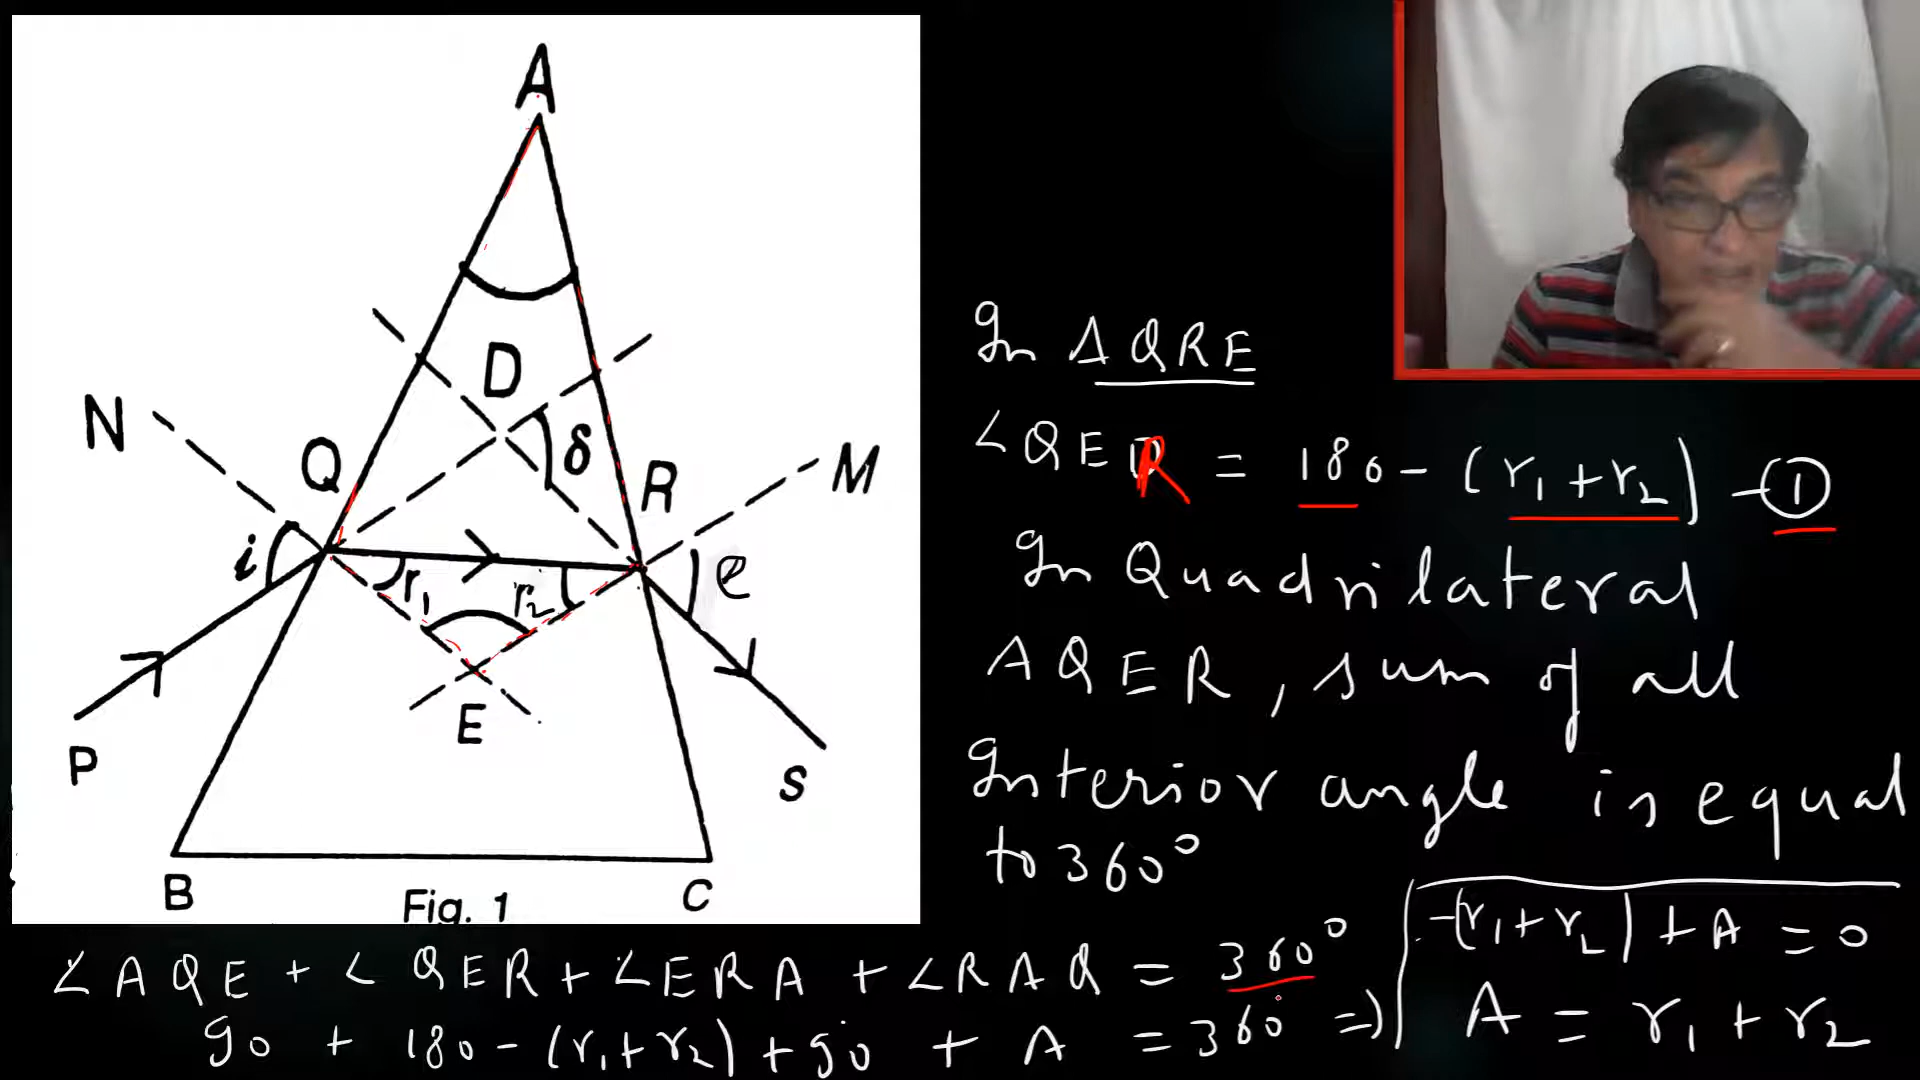 A
D
N
Q
δ
R
M
i
r₁
r₂
e
E
P
S
B
C
Fig. 1
In Δ QRE
∠QER = 180 - (r₁ + r₂) - ①
In Quadrilateral
AQER, sum of all
Interior angle is equal
to 360°
∠AQE + ∠QER + ∠ERA + ∠RAQ = 360°
90 + 180 - (r₁ + r₂) + 90 + A = 360 ⇒
-(r₁ + r₂) + A = 0
A = r₁ + r₂